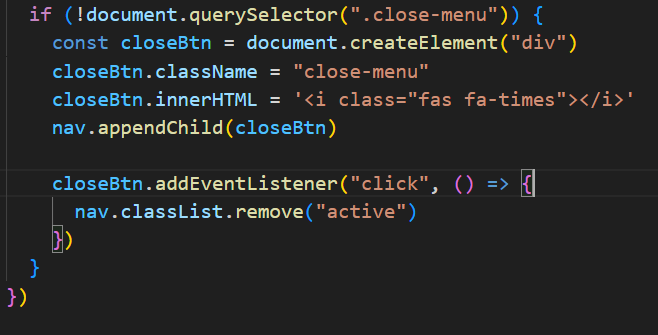 if (!document.querySelector(".close-menu")) {
const closeBtn = document.createElement("div")
closeBtn.className = "close-menu"
closeBtn.innerHTML = '<i class="fas fa-times"></i>'
nav.appendChild(closeBtn)
closeBtn.addEventListener("click", () => {
nav.classList.remove("active")
})
}
})